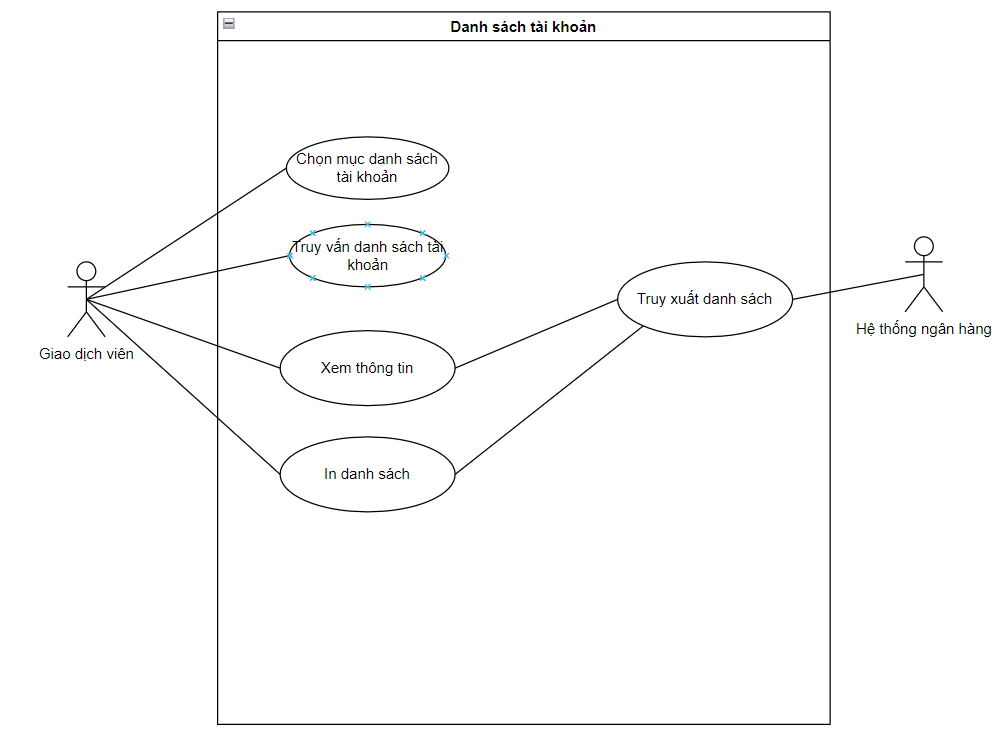 Danh sách tài khoản
Chọn mục danh sách
tài khoản
Truy vấn danh sách tài
khoản
Truy xuất danh sách
Hệ thống ngân hàng
Giao dịch viên
Xem thông tin
In danh sách